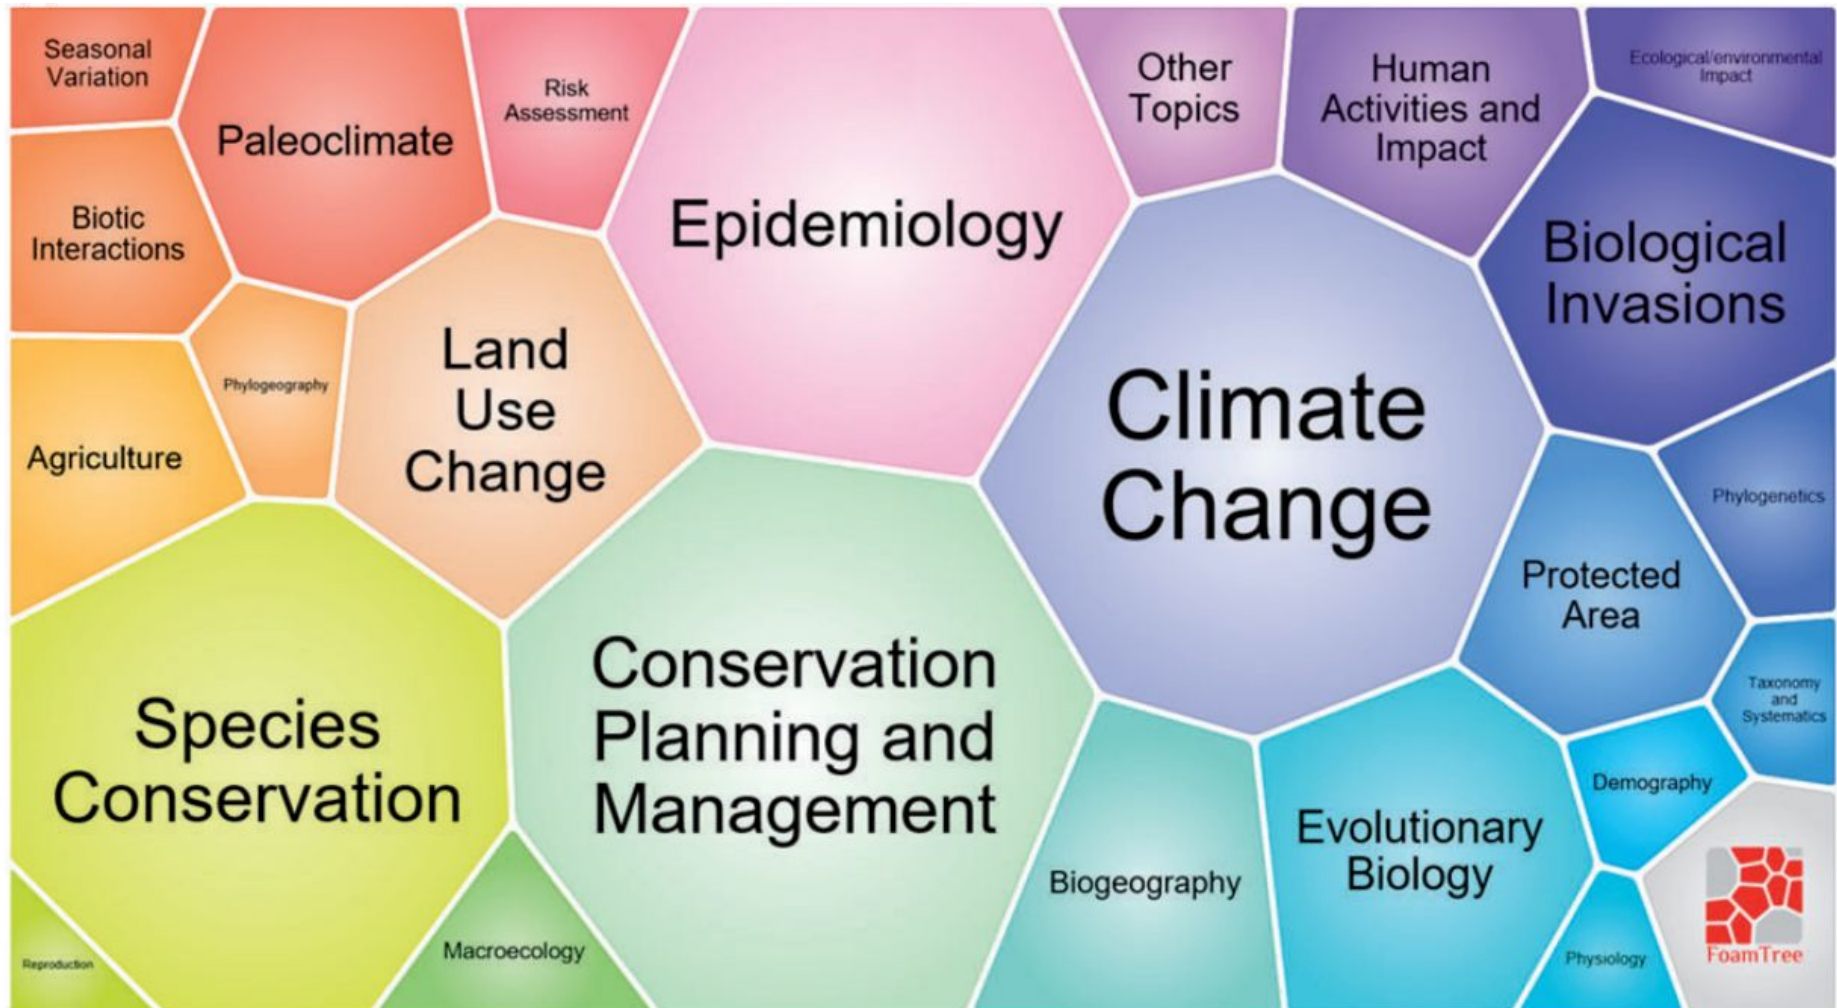 Seasonal
Variation
Paleoclimate
Risk
Assessment
Epidemiology
Other
Topics
Human
Activities and
Impact
Ecological/environmental
Impact
Biotic
Interactions
Biological
Invasions
Phylogeography
Land
Use
Change
Agriculture
Climate
Change
Phylogenetics
Protected
Area
Species
Conservation
Conservation
Planning and
Management
Taxonomy
and
Systematics
Demography
Evolutionary
Biology
Biogeography
Macroecology
Reproduction
Physiology
FoamTree